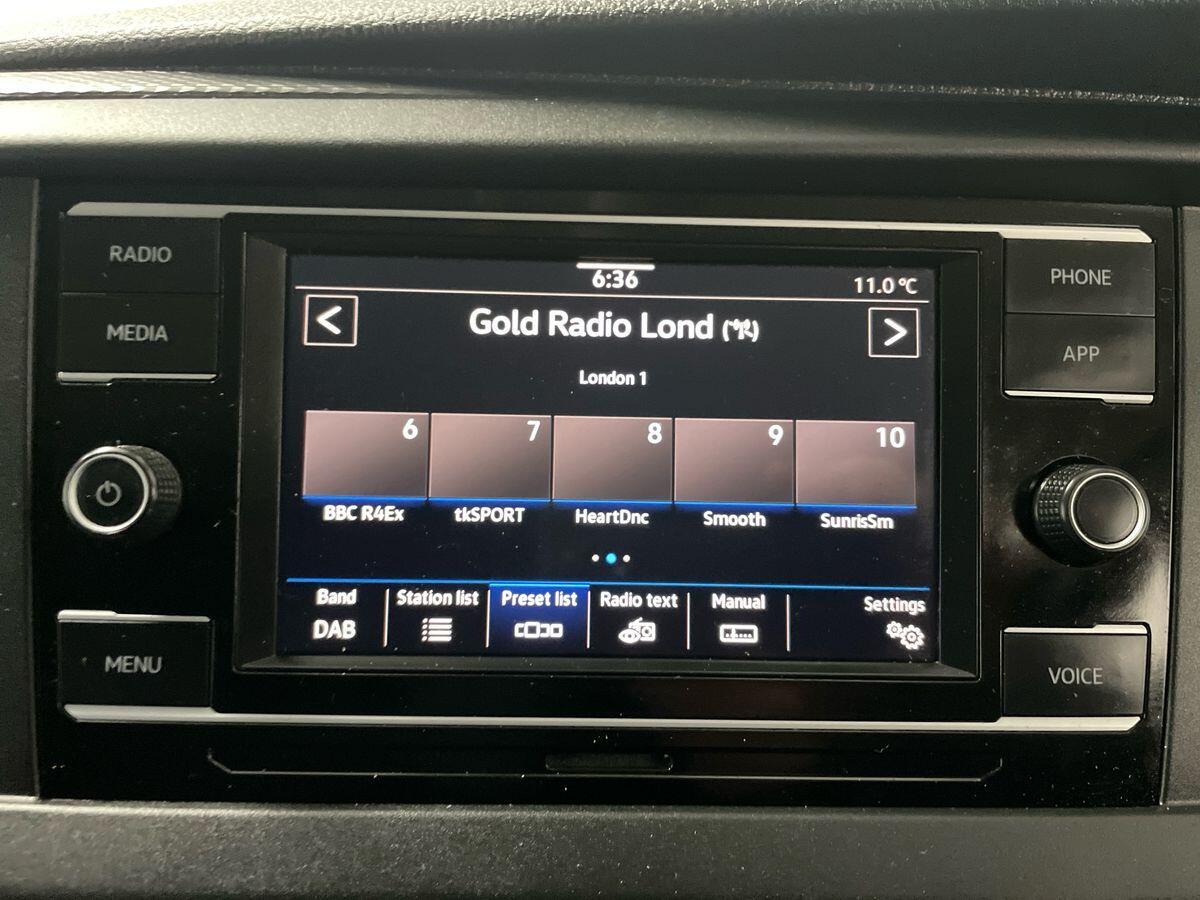 RADIO
MEDIA
MENU
6:36
11.0 °C
<
Gold Radio Lond
>
London 1
6 7 8 9 10
BBC R4Ex tkSPORT HeartDnc Smooth SunrisSm
Band Station list Preset list Radio text Manual Settings
DAB
PHONE
APP
VOICE